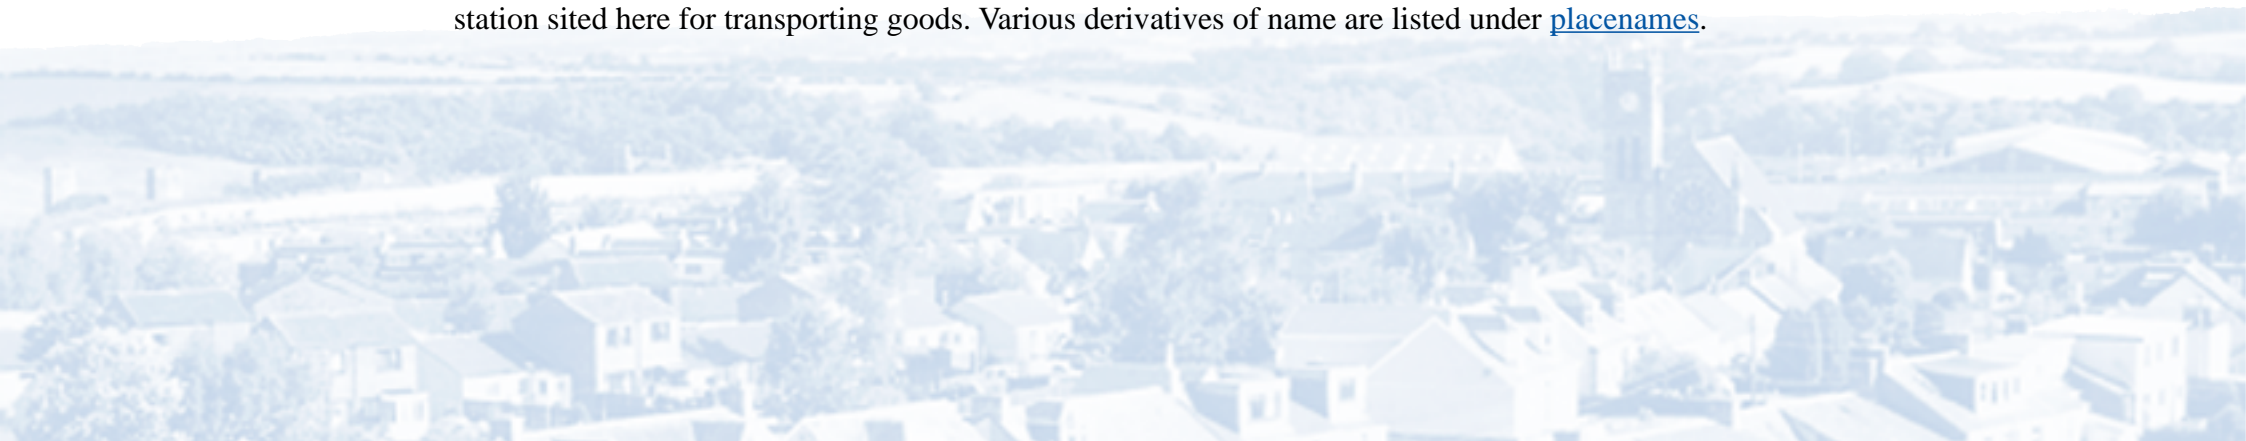 station sited here for transporting goods. Various derivatives of name are listed under placenames.